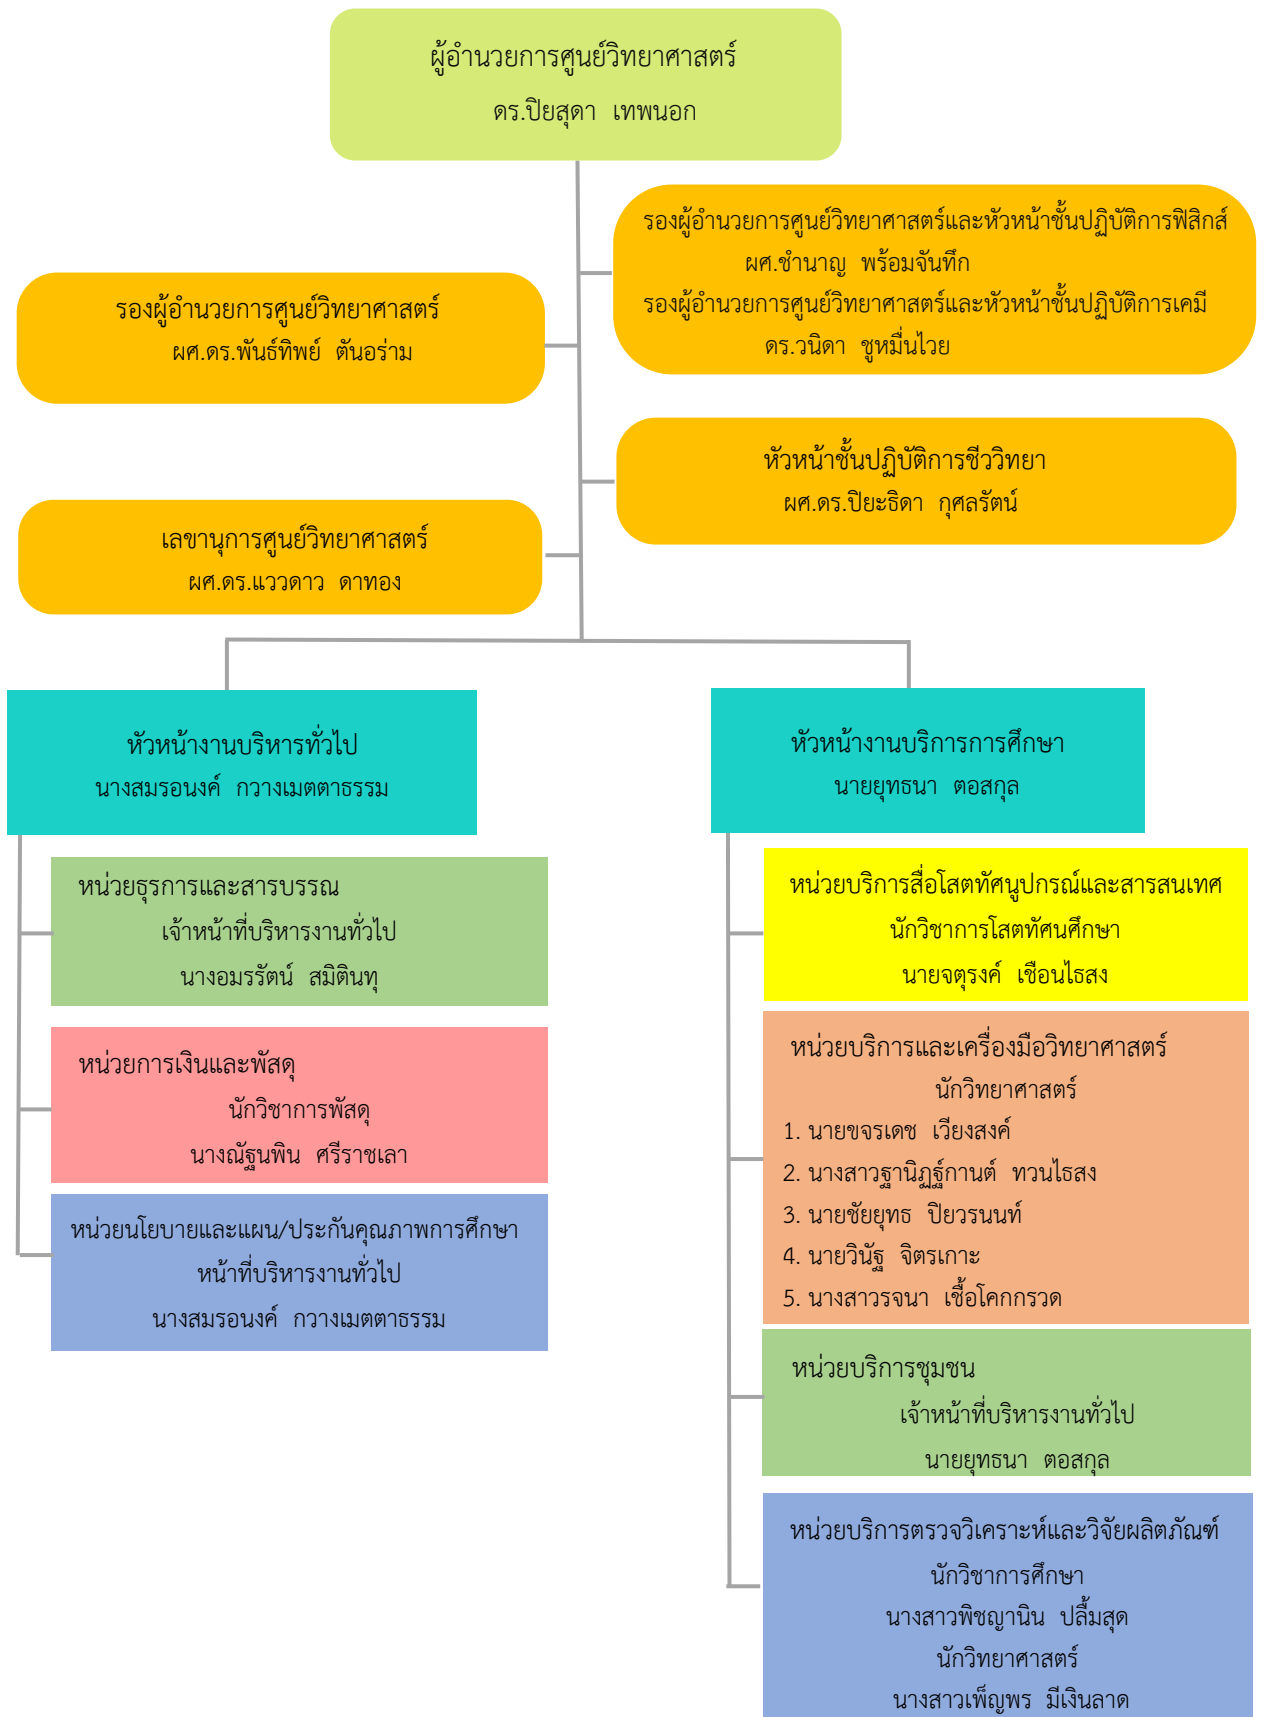 ผู้อำนวยการศูนย์วิทยาศาสตร์
ดร.ปิยสุดา เทพนอก
รองผู้อำนวยการศูนย์วิทยาศาสตร์และหัวหน้าชั้นปฏิบัติการฟิสิกส์
ผศ.ชำนาญ พร้อมจันทึก
รองผู้อำนวยการศูนย์วิทยาศาสตร์และหัวหน้าชั้นปฏิบัติการเคมี
ดร.วนิดา ชูหมื่นไวย
รองผู้อำนวยการศูนย์วิทยาศาสตร์
ผศ.ดร.พันธ์ทิพย์ ตันอร่าม
หัวหน้าชั้นปฏิบัติการชีววิทยา
ผศ.ดร.ปิยะธิดา กุศลรัตน์
เลขานุการศูนย์วิทยาศาสตร์
ผศ.ดร.แววดาว ดาทอง
หัวหน้างานบริหารทั่วไป
นางสมรอนงค์ กวางเมตตาธรรม
หน่วยธุรการและสารบรรณ
เจ้าหน้าที่บริหารงานทั่วไป
นางอมรรัตน์ สมิตินทุ
หน่วยการเงินและพัสดุ
นักวิชาการพัสดุ
นางณัฐนพิน ศรีราชเลา
หน่วยนโยบายและแผน/ประกันคุณภาพการศึกษา
หน้าที่บริหารงานทั่วไป
นางสมรอนงค์ กวางเมตตาธรรม
หัวหน้างานบริการการศึกษา
นายยุทธนา ตอสกุล
หน่วยบริการสื่อโสตทัศนูปกรณ์และสารสนเทศ
นักวิชาการโสตทัศนศึกษา
นายจตุรงค์ เชือนไธสง
หน่วยบริการและเครื่องมือวิทยาศาสตร์
นักวิทยาศาสตร์
1. นายขจรเดช เวียงสงค์
2. นางสาวฐานิฏฐ์กานต์ ทวนไธสง
3. นายชัยยุทธ ปิยวรนนท์
4. นายวินัฐ จิตรเกาะ
5. นางสาวรจนา เชื้อโคกกรวด
หน่วยบริการชุมชน
เจ้าหน้าที่บริหารงานทั่วไป
นายยุทธนา ตอสกุล
หน่วยบริการตรวจวิเคราะห์และวิจัยผลิตภัณฑ์
นักวิชาการศึกษา
นางสาวพิชญานิน ปลื้มสุด
นักวิทยาศาสตร์
นางสาวเพ็ญพร มีเงินลาด